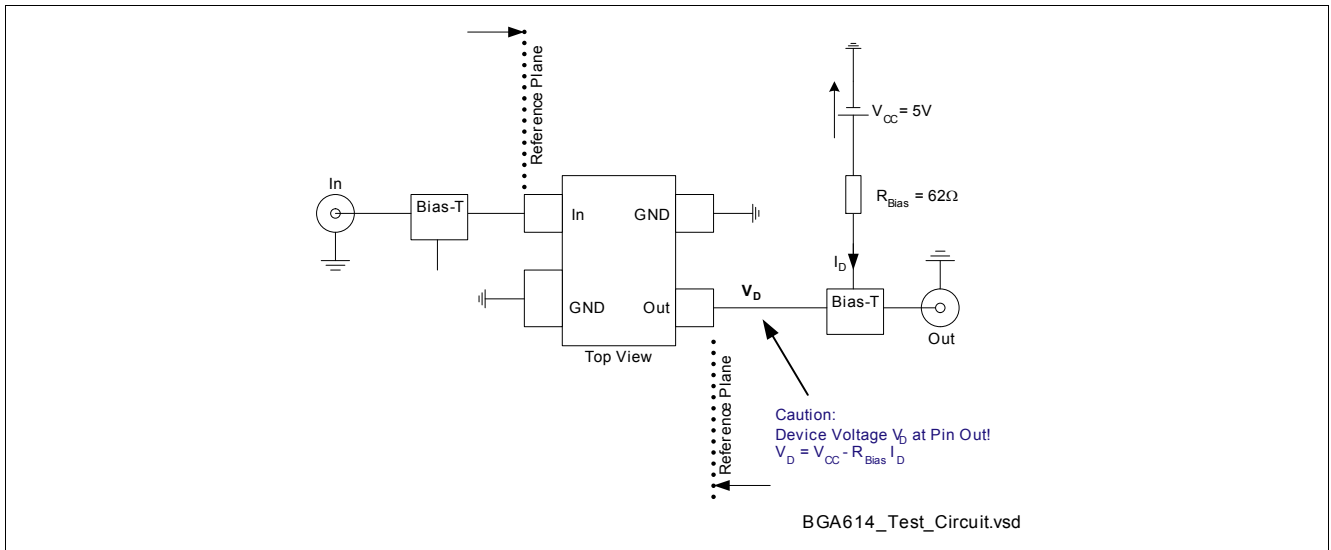 Reference Plane
V_CC = 5V
In
Bias-T
In
GND
R_Bias = 62Ω
I_D
GND
Out
V_D
Bias-T
Out
Top View
Reference Plane
Caution:
Device Voltage V_D at Pin Out!
V_D = V_CC - R_Bias I_D
BGA614_Test_Circuit.vsd